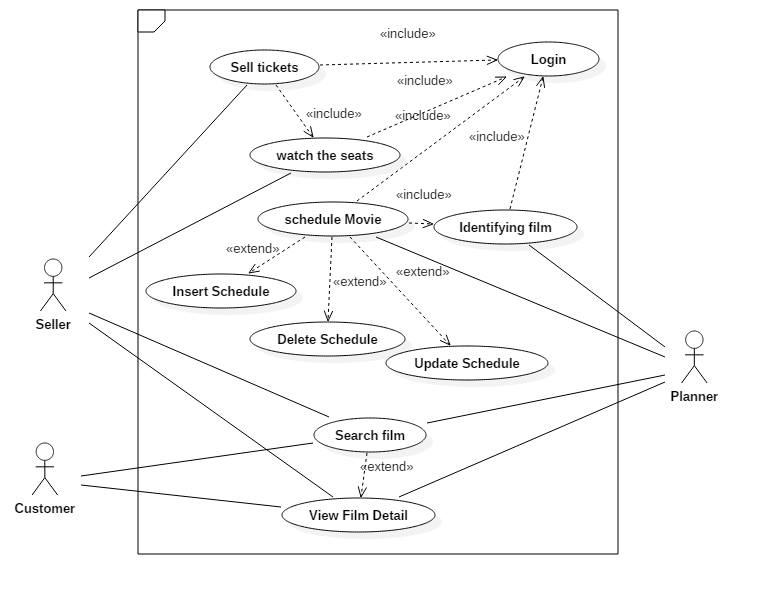 «include»
Sell tickets
Login
«include»
«include»
«include»
«include»
watch the seats
«include»
schedule Movie
Identifying film
«extend»
«extend»
«extend»
Insert Schedule
Seller
Delete Schedule
Update Schedule
Planner
Search film
«extend»
Customer
View Film Detail